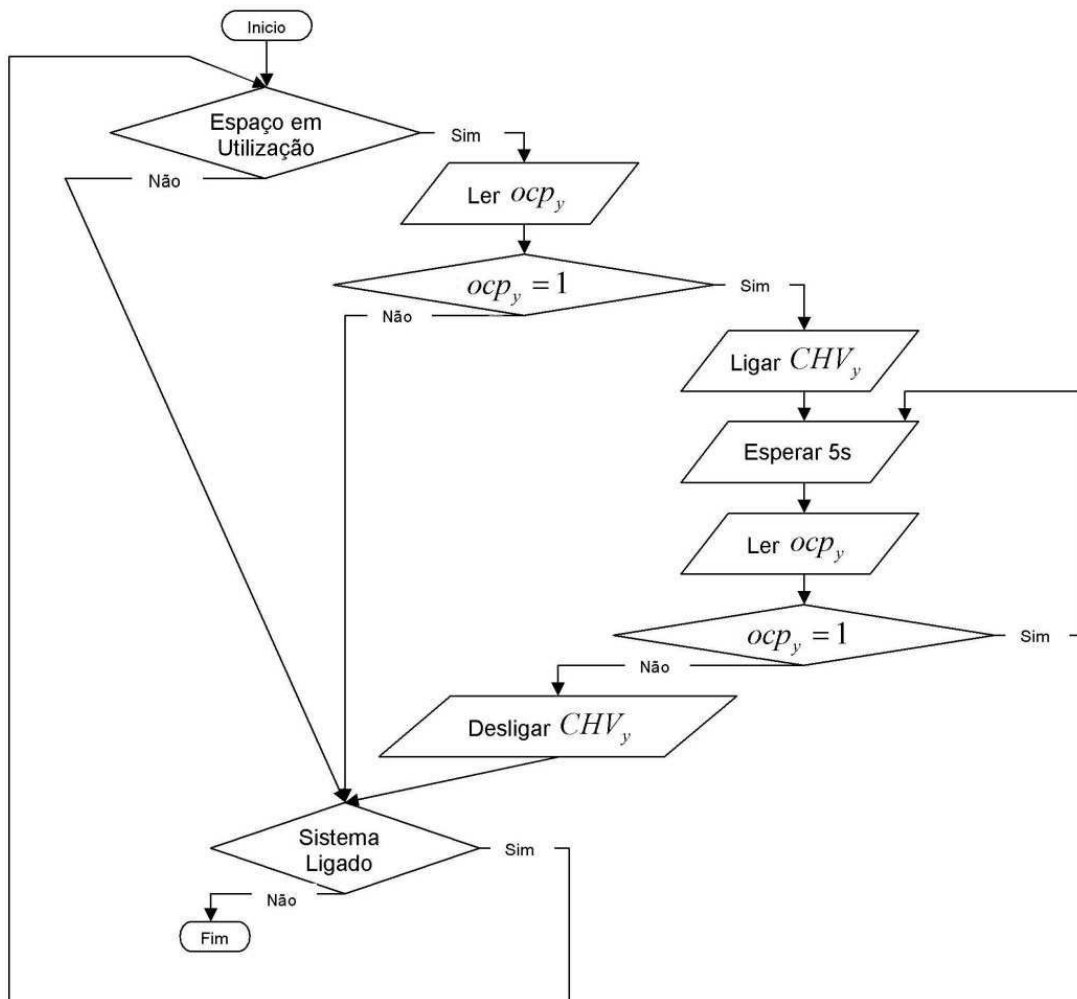 Inicio
Espaço em
Utilização
Sim
Não
Ler ocp_y
ocp_y = 1
Sim
Não
Ligar CHV_y
Esperar 5s
Ler ocp_y
ocp_y = 1
Sim
Não
Desligar CHV_y
Sistema
Ligado
Sim
Não
Fim